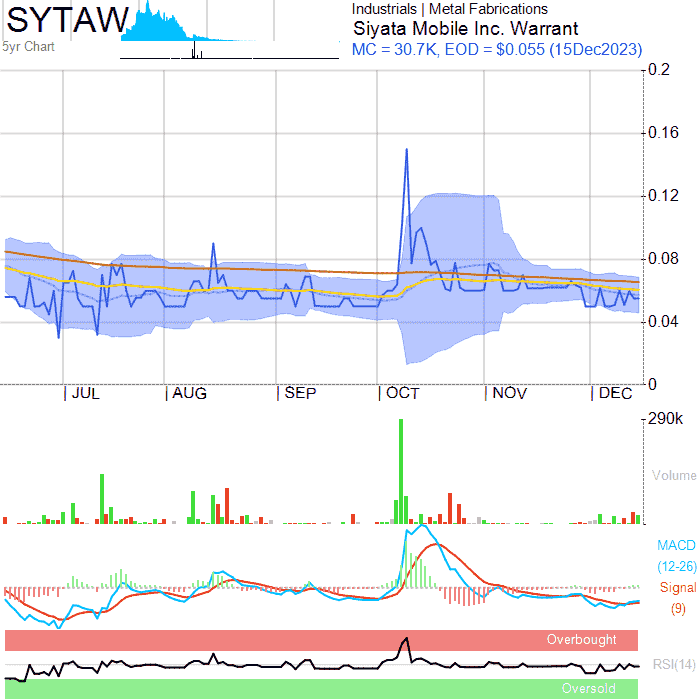 SYTAW
5yr Chart
Industrials | Metal Fabrications
Siyata Mobile Inc. Warrant
MC = 30.7K, EOD = $0.055 (15Dec2023)
0.2
0.16
0.12
0.08
0.04
0
JUL AUG SEP OCT NOV DEC
290k
Volume
MACD
(12-26)
Signal
(9)
Overbought
RSI(14)
Oversold